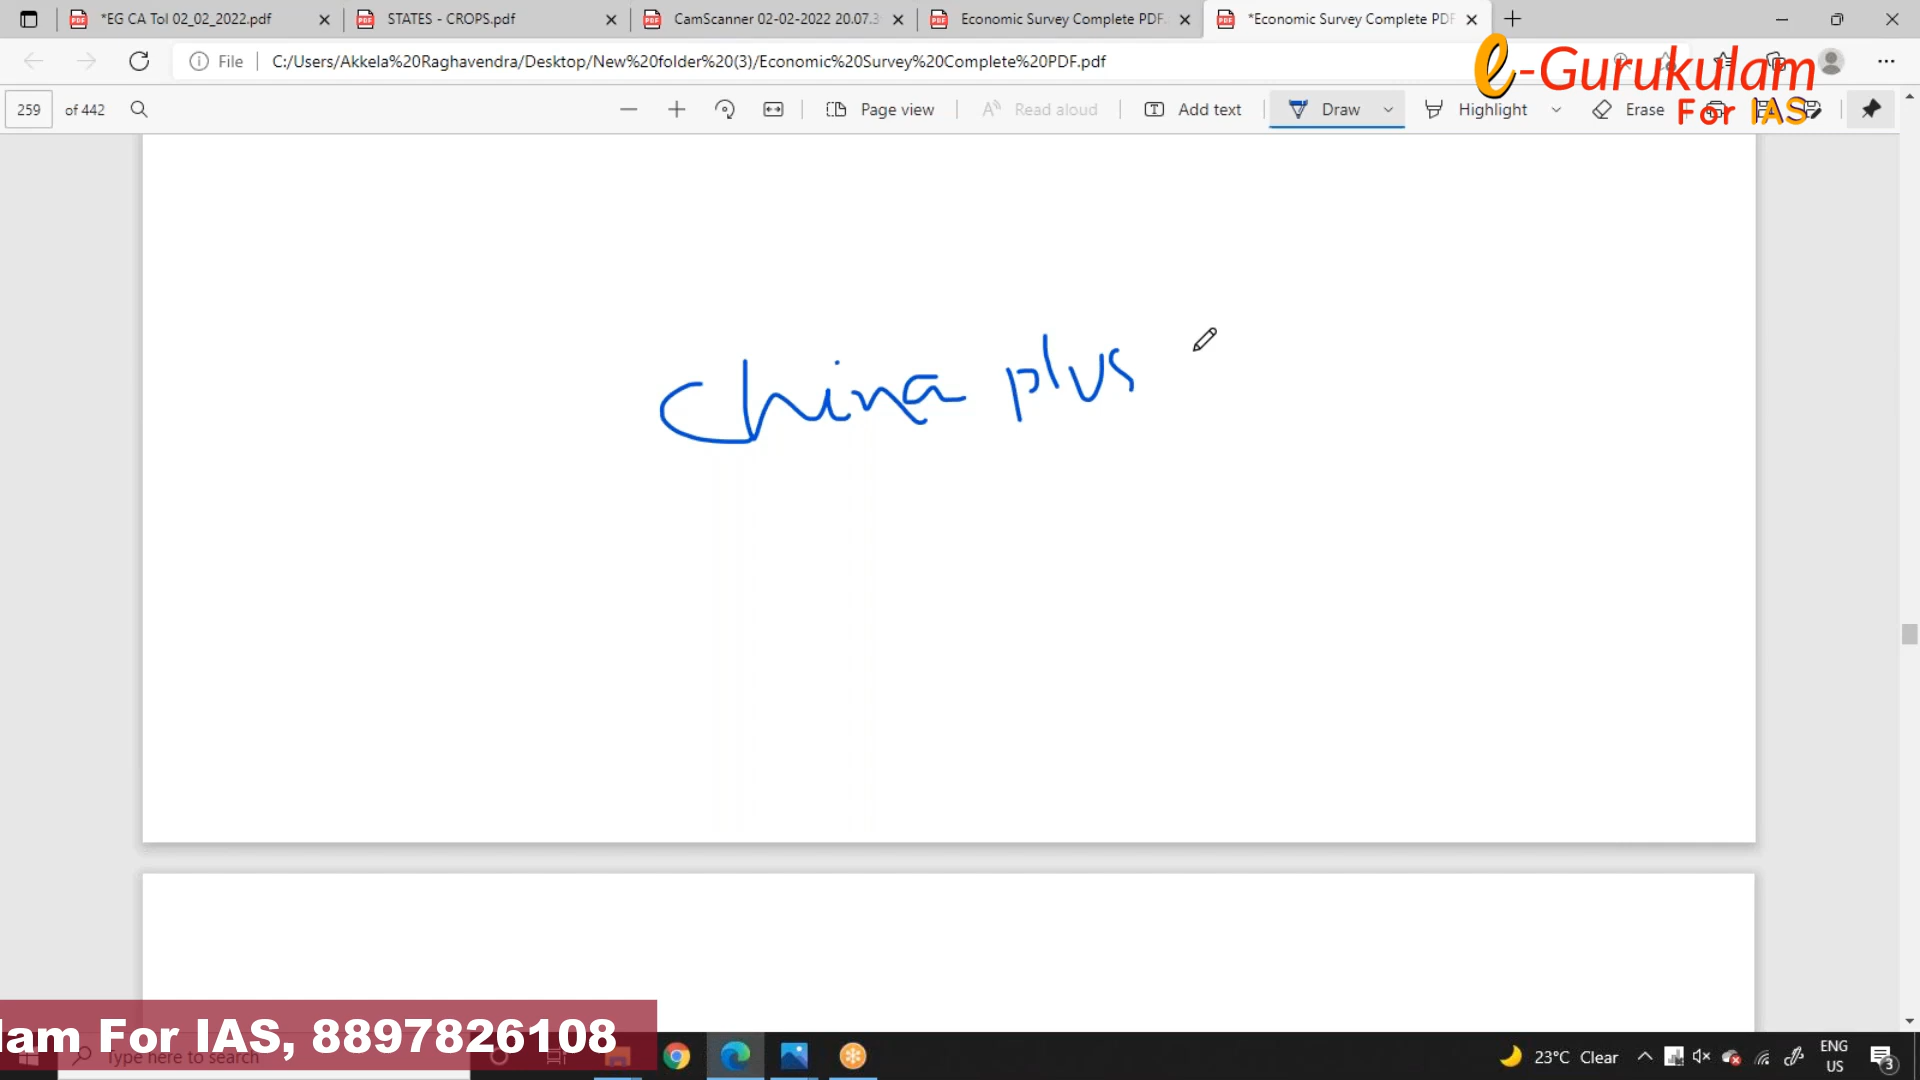 *EG CA ToI 02_02_2022.pdf
STATES - CROPS.pdf
CamScanner 02-02-2022 20.07.3
Economic Survey Complete PDF.
*Economic Survey Complete PDF
File
C:/Users/Akkela%20Raghavendra/Desktop/New%20folder%20(3)/Economic%20Survey%20Complete%20PDF.pdf
e-Gurukulam
For IAS
259 of 442
Page view
Read aloud
Add text
Draw
Highlight
Erase
China plus
lam For IAS, 8897826108
Type here to search
23°C Clear
ENG
US
3